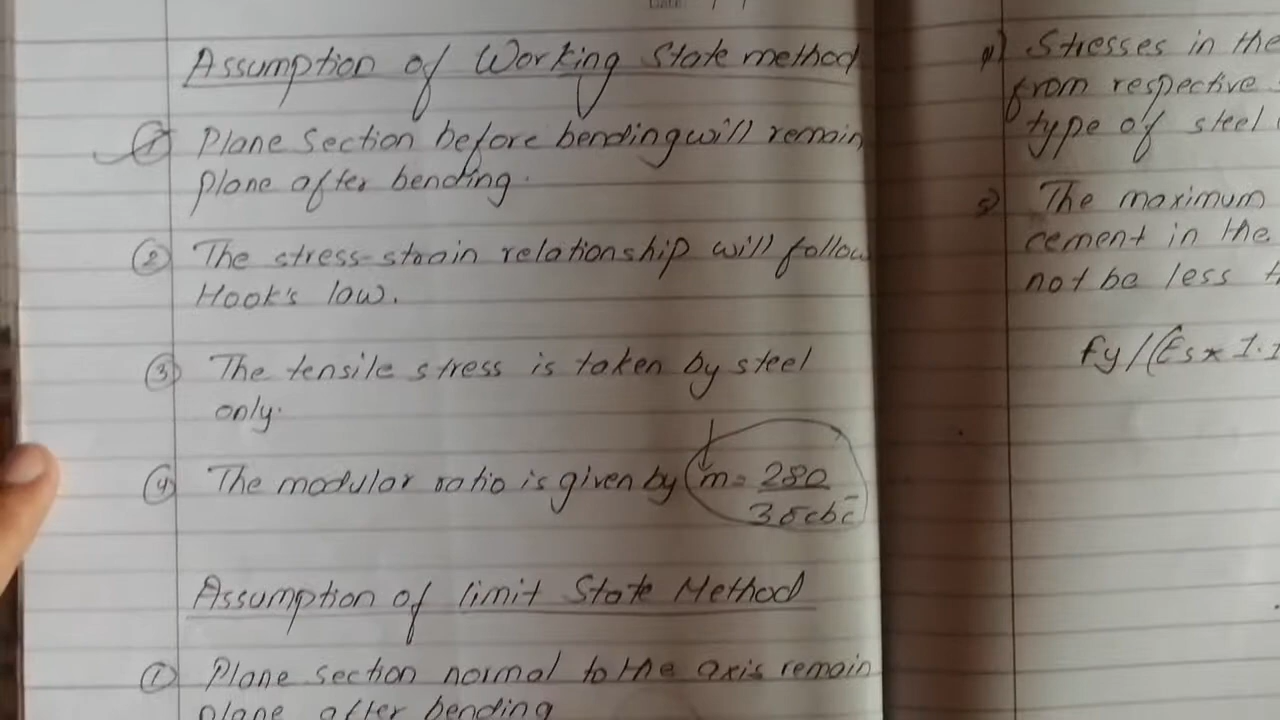 Assumption of Working State method
① Plane Section before bending will remain
plane after bending.
② The stress-strain relationship will follow
Hook's law.
③ The tensile stress is taken by steel
only.
④ The modular ratio is given by m = 280
3σcbc
Assumption of limit State Method
① Plane section normal to the axis remain
plane after bending
4) Stresses in the
from respective
type of steel
5) The maximum
cement in the
not be less
fy/(Es x 1.1